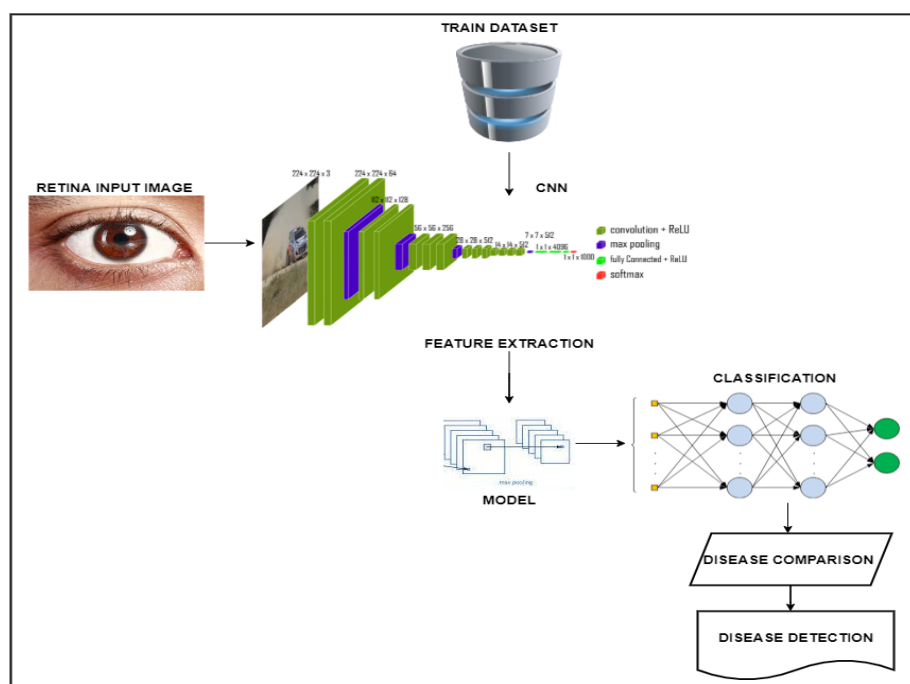 TRAIN DATASET
RETINA INPUT IMAGE
CNN
224 x 224 x 3
224 x 224 x 64
112 x 112 x 128
56 x 56 x 256
28 x 28 x 512
14 x 14 x 512
7 x 7 x 512
1 x 1 x 4096
1 x 1 x 1000
convolution + ReLU
max pooling
fully Connected + ReLU
softmax
FEATURE EXTRACTION
CLASSIFICATION
max pooling
MODEL
DISEASE COMPARISON
DISEASE DETECTION